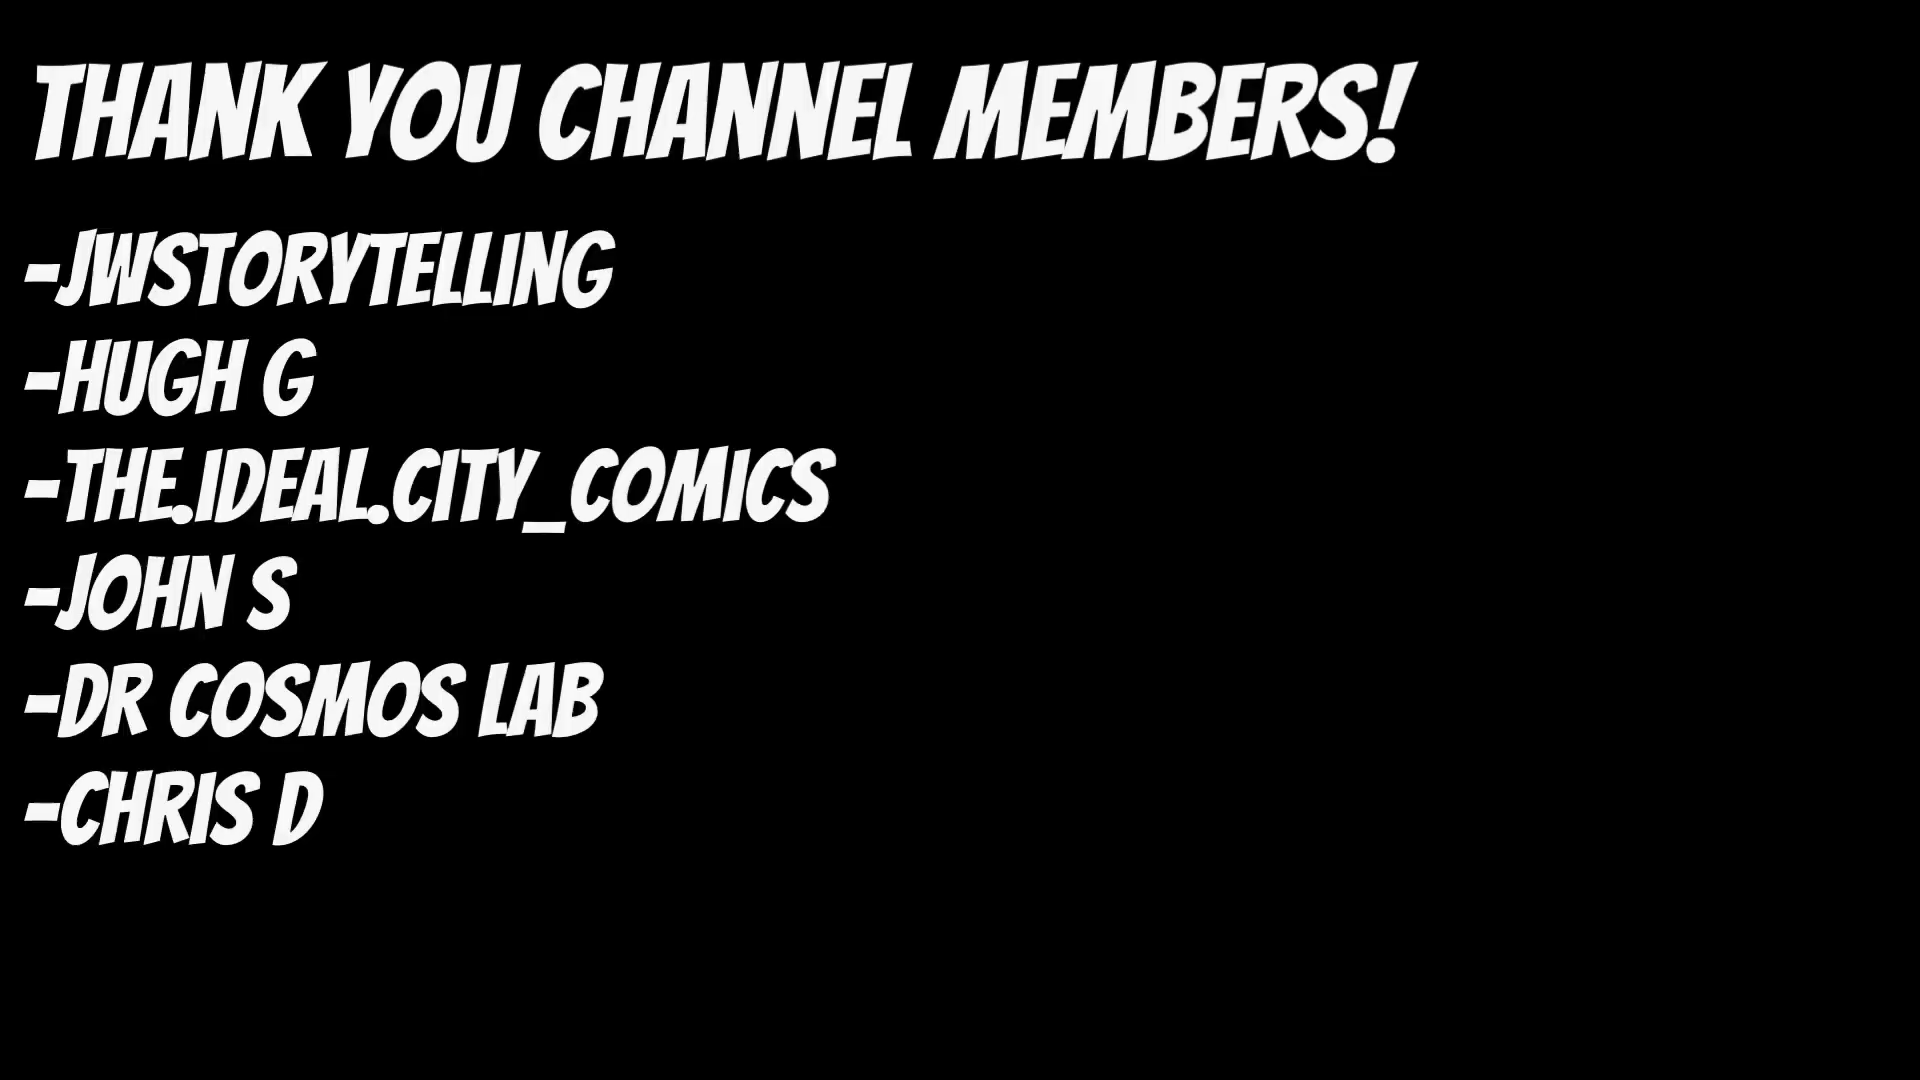 THANK YOU CHANNEL MEMBERS!
-JWSTORYTELLING
-HUGH G
-THE.IDEAL.CITY_COMICS
-JOHN S
-DR COSMOS LAB
-CHRIS D